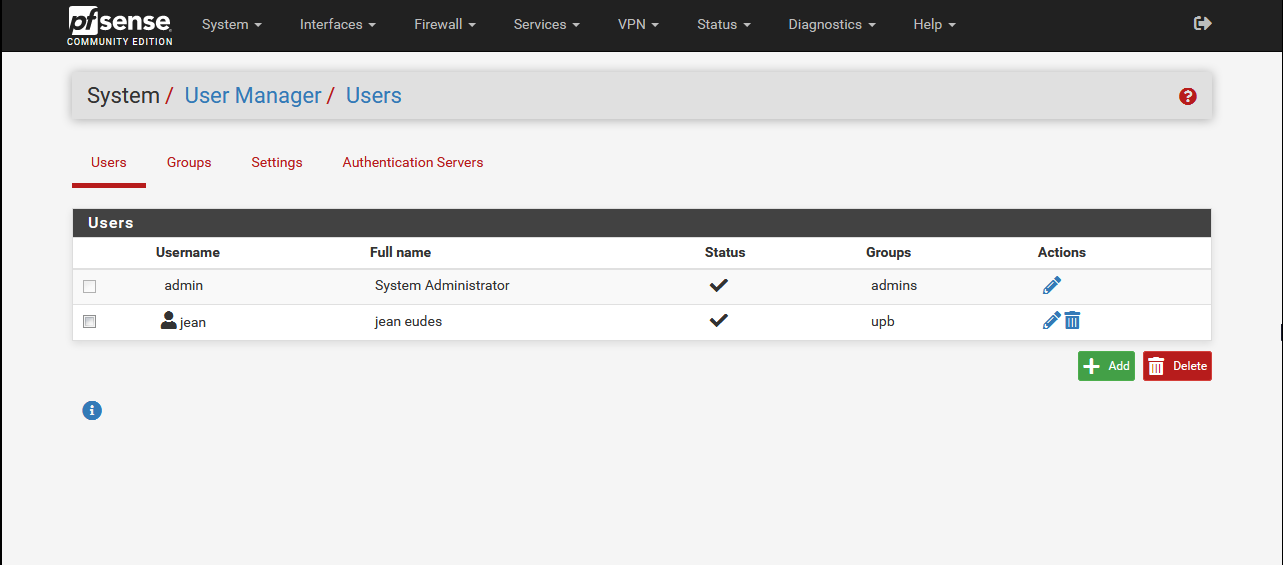 pfsense System Interfaces Firewall Services VPN Status Diagnostics Help
COMMUNITY EDITION
System / User Manager / Users
Users Groups Settings Authentication Servers
Users
Username Full name Status Groups Actions
admin System Administrator admins
jean jean eudes upb
Add Delete